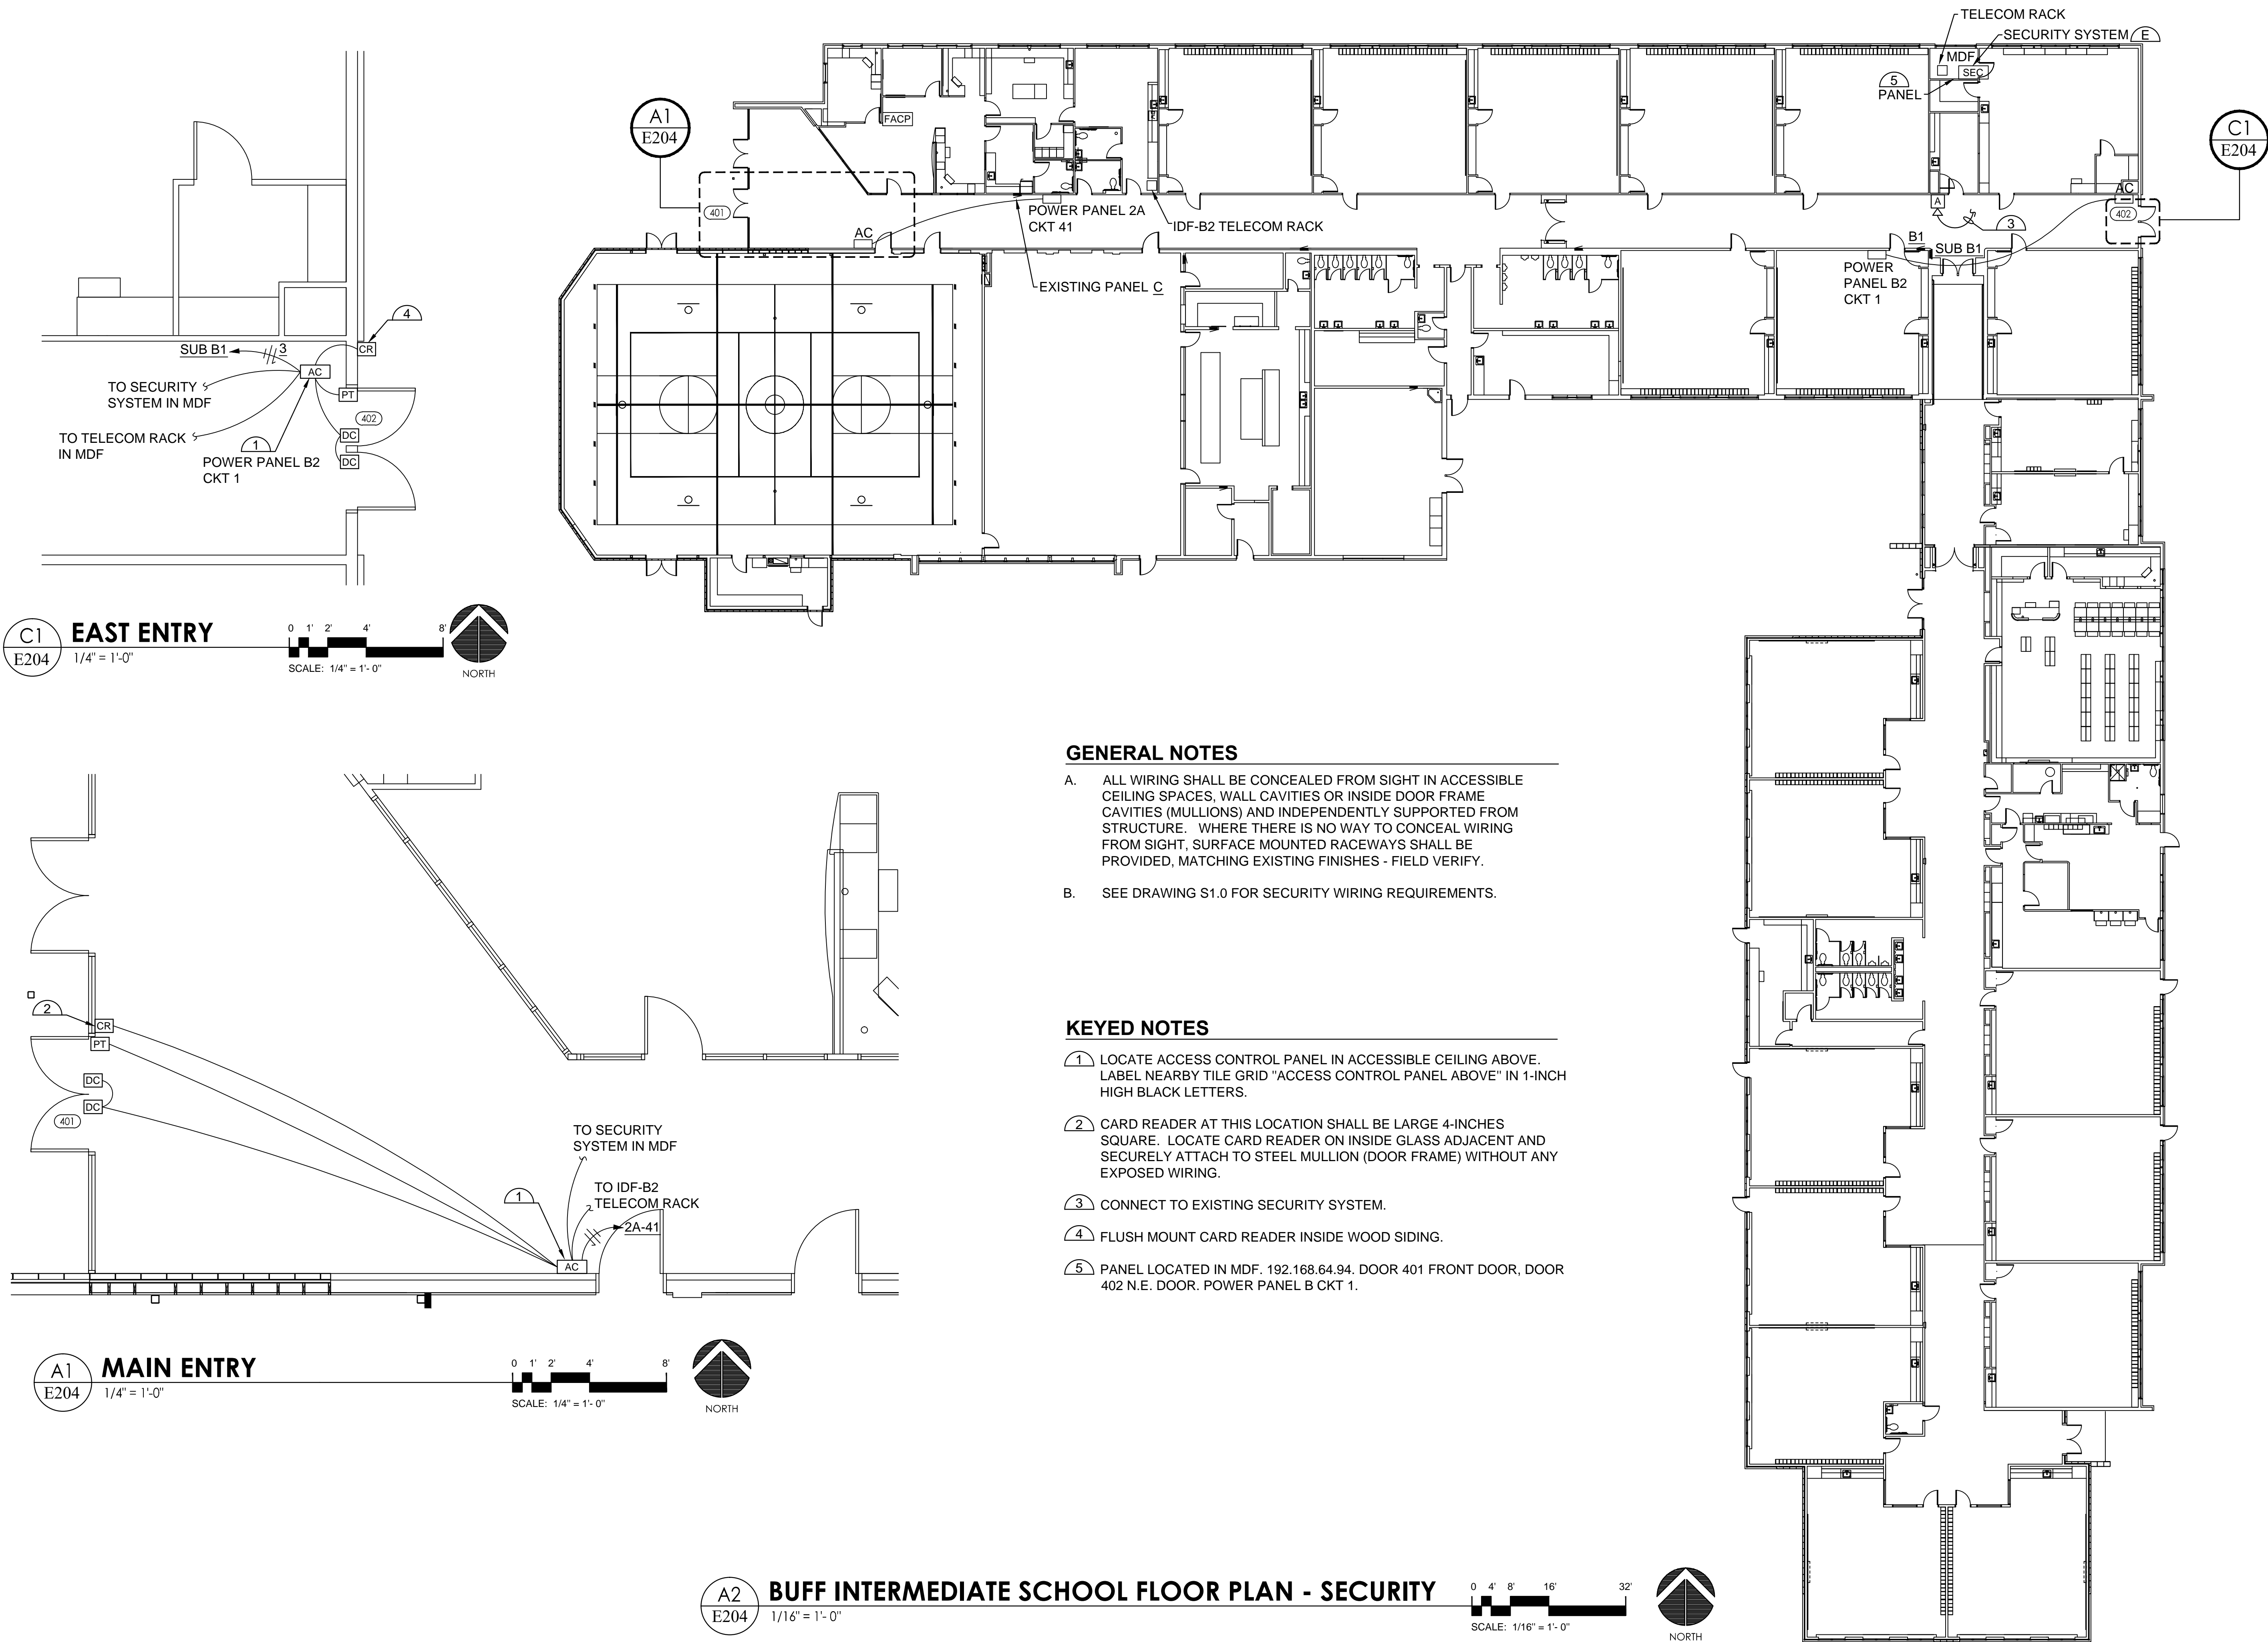 TELECOM RACK
SECURITY SYSTEM E
MDF
SEC
5
PANEL
A1
E204
C1
E204
FACP
401
AC
POWER PANEL 2A
CKT 41
IDF-B2 TELECOM RACK
EXISTING PANEL C
A
3
AC
402
B1
SUB B1
POWER
PANEL B2
CKT 1
4
CR
SUB B1
3
AC
TO SECURITY
SYSTEM IN MDF
PT
402
TO TELECOM RACK
IN MDF
DC
DC
1
POWER PANEL B2
CKT 1
C1
E204
EAST ENTRY
1/4" = 1'-0"
0 1' 2' 4' 8'
SCALE: 1/4" = 1'- 0"
NORTH
2
CR
PT
DC
DC
401
TO SECURITY
SYSTEM IN MDF
TO IDF-B2
TELECOM RACK
1
2A-41
AC
A1
E204
MAIN ENTRY
1/4" = 1'-0"
0 1' 2' 4' 8'
SCALE: 1/4" = 1'- 0"
NORTH
GENERAL NOTES
A. ALL WIRING SHALL BE CONCEALED FROM SIGHT IN ACCESSIBLE
CEILING SPACES, WALL CAVITIES OR INSIDE DOOR FRAME
CAVITIES (MULLIONS) AND INDEPENDENTLY SUPPORTED FROM
STRUCTURE. WHERE THERE IS NO WAY TO CONCEAL WIRING
FROM SIGHT, SURFACE MOUNTED RACEWAYS SHALL BE
PROVIDED, MATCHING EXISTING FINISHES - FIELD VERIFY.
B. SEE DRAWING S1.0 FOR SECURITY WIRING REQUIREMENTS.
KEYED NOTES
1 LOCATE ACCESS CONTROL PANEL IN ACCESSIBLE CEILING ABOVE.
LABEL NEARBY TILE GRID "ACCESS CONTROL PANEL ABOVE" IN 1-INCH
HIGH BLACK LETTERS.
2 CARD READER AT THIS LOCATION SHALL BE LARGE 4-INCHES
SQUARE. LOCATE CARD READER ON INSIDE GLASS ADJACENT AND
SECURELY ATTACH TO STEEL MULLION (DOOR FRAME) WITHOUT ANY
EXPOSED WIRING.
3 CONNECT TO EXISTING SECURITY SYSTEM.
4 FLUSH MOUNT CARD READER INSIDE WOOD SIDING.
5 PANEL LOCATED IN MDF. 192.168.64.94. DOOR 401 FRONT DOOR, DOOR
402 N.E. DOOR. POWER PANEL B CKT 1.
A2
E204
BUFF INTERMEDIATE SCHOOL FLOOR PLAN - SECURITY
1/16" = 1'- 0"
0 4' 8' 16' 32'
SCALE: 1/16" = 1'- 0"
NORTH